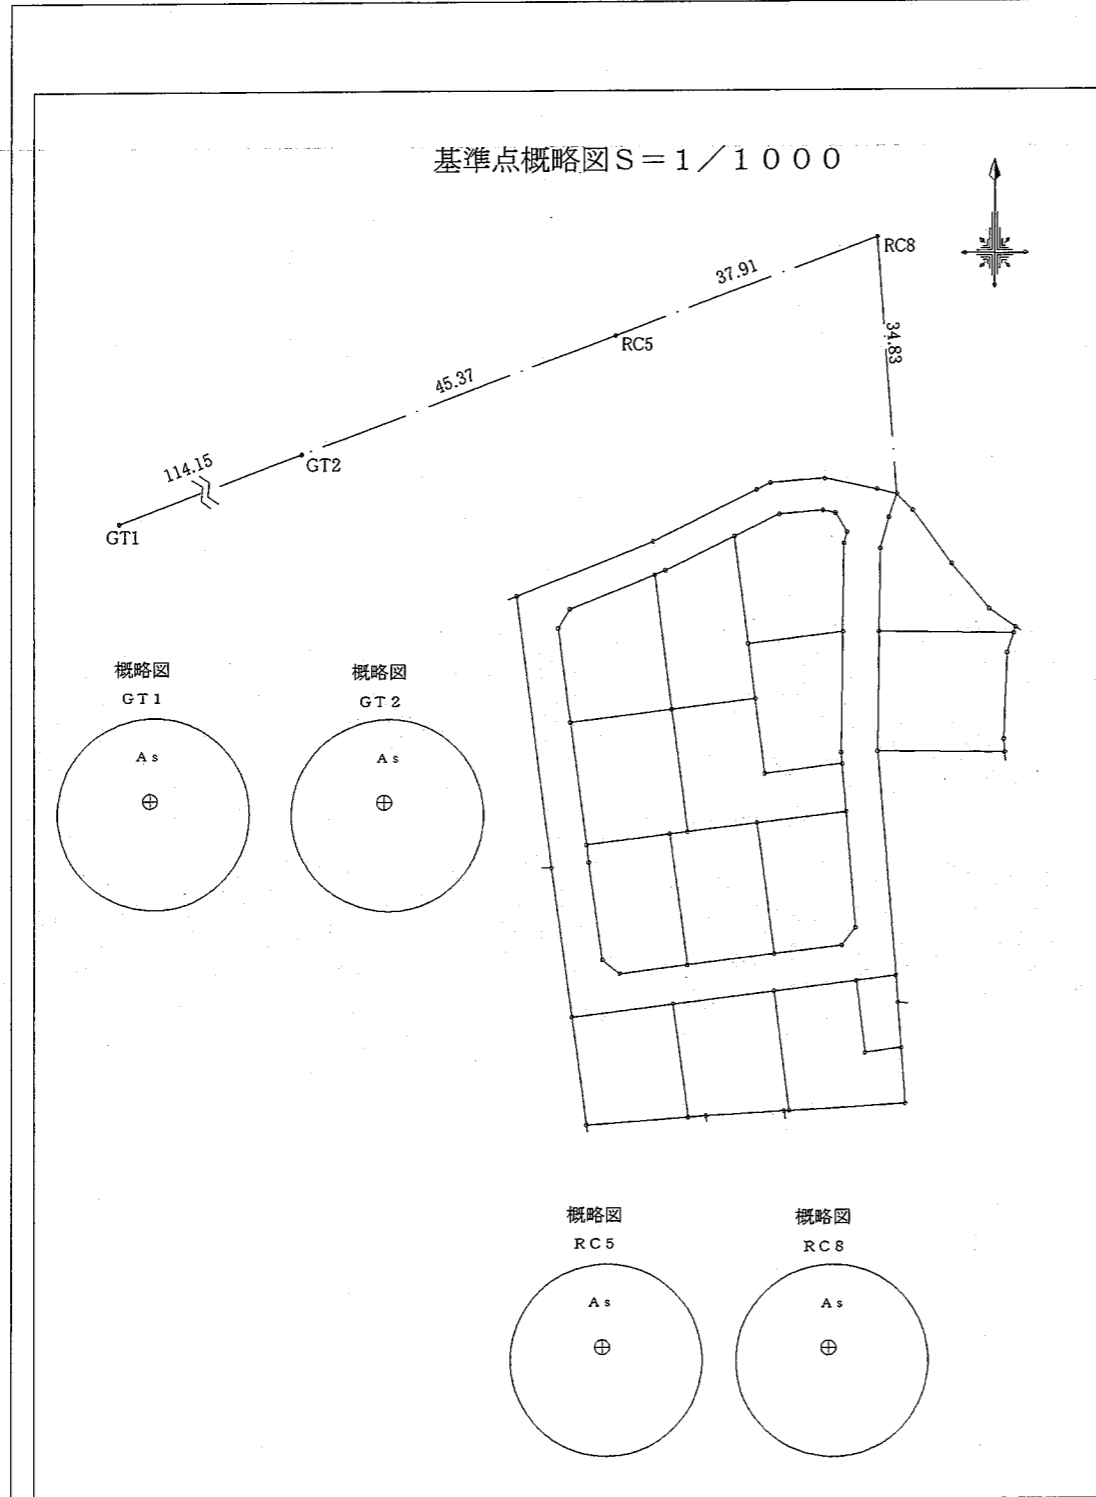 基準点概略図S=1/1000
RC8
37.91
34.83
RC5
45.37
GT2
114.15
GT1
概略図
GT1
As
概略図
GT2
As
概略図
RC5
As
概略図
RC8
As